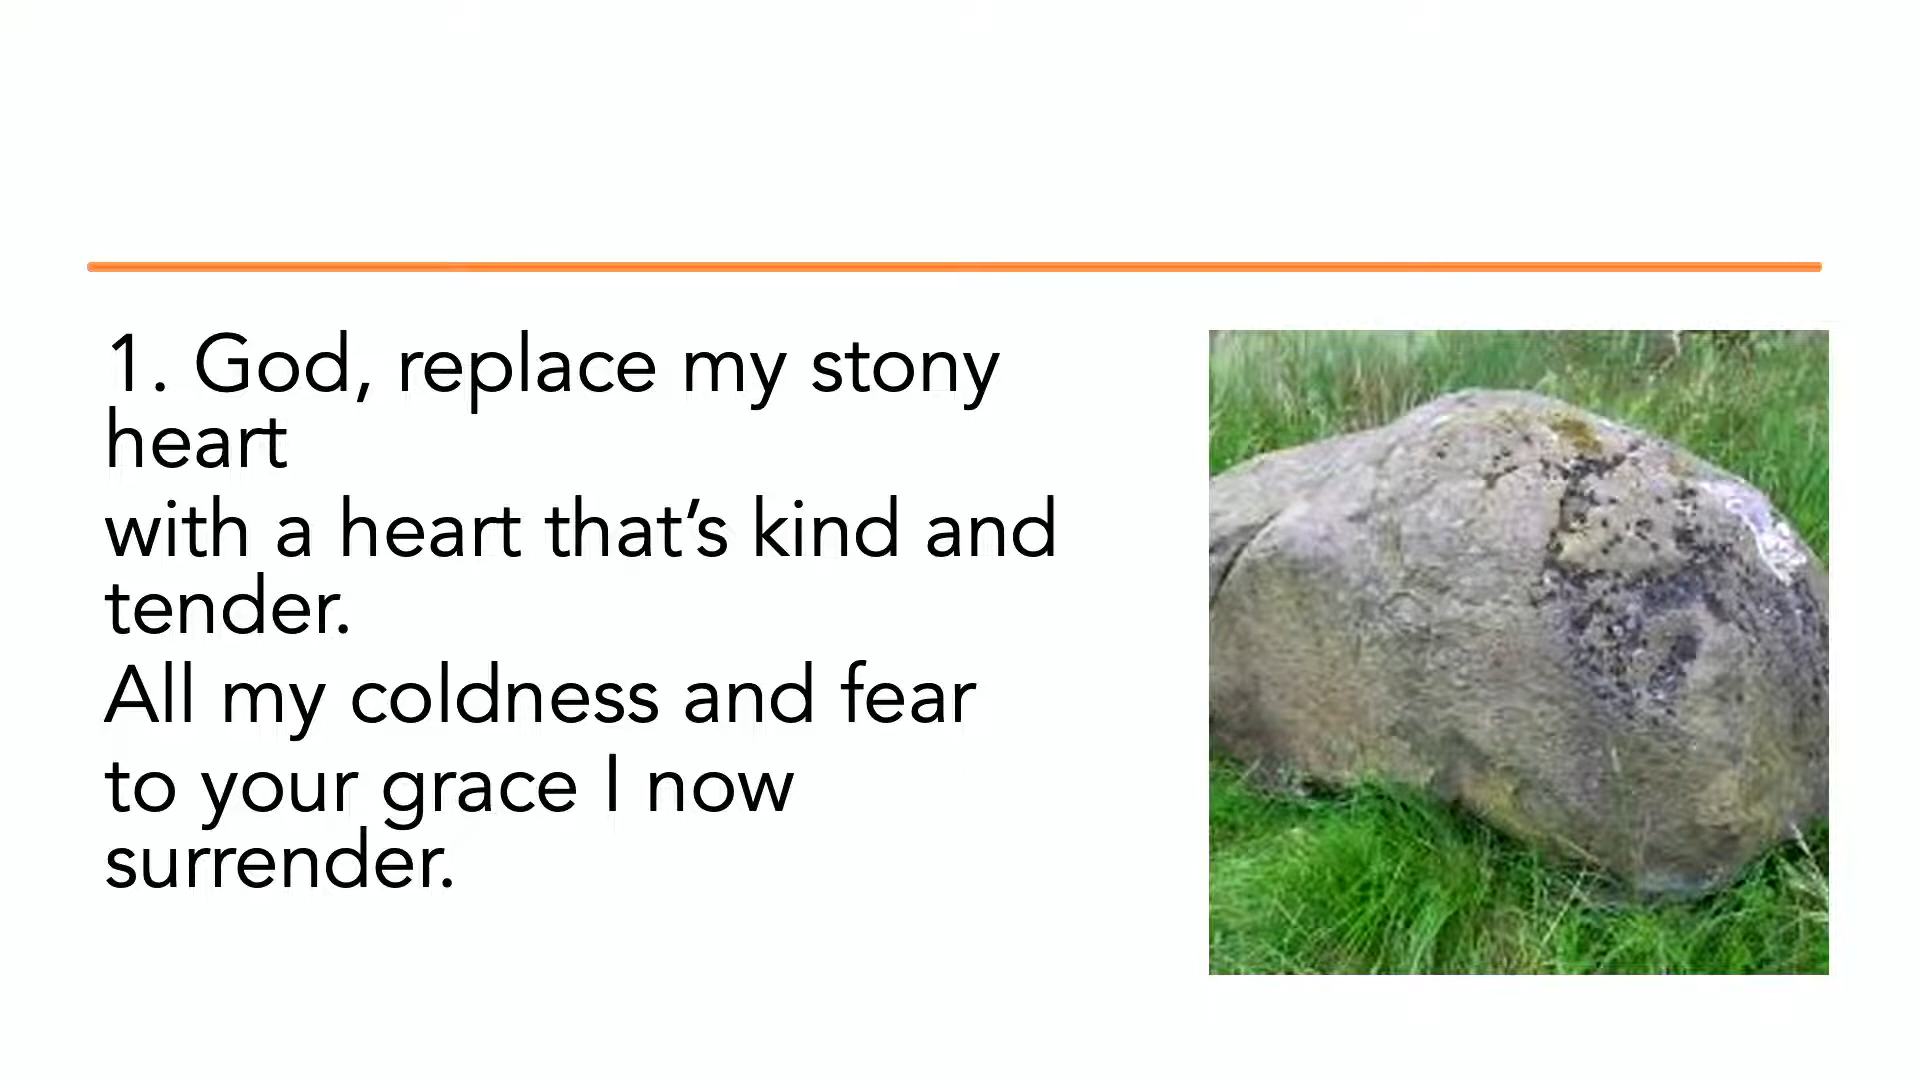 1. God, replace my stony
heart
with a heart that’s kind and
tender.
All my coldness and fear
to your grace I now
surrender.